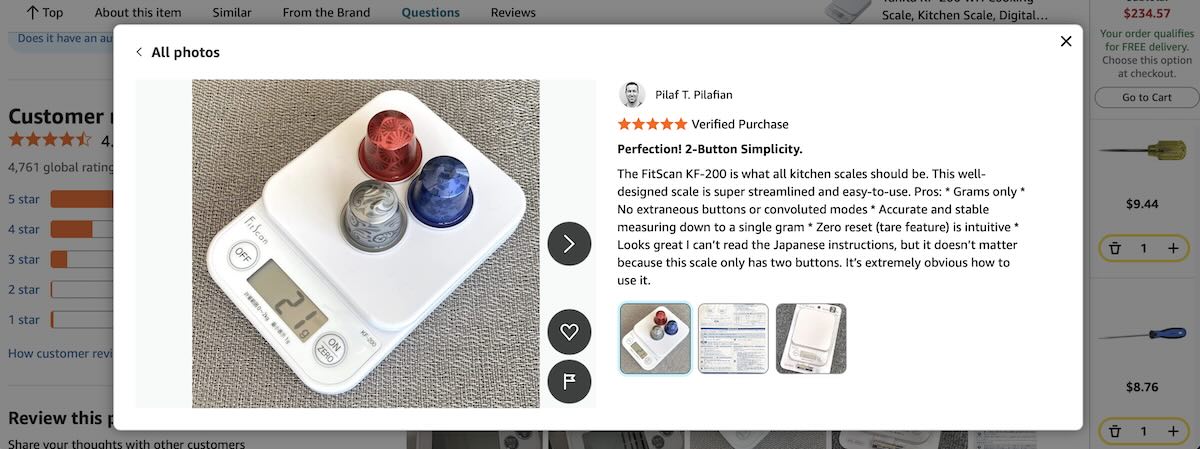 Top
About this item
Similar
From the Brand
Questions
Reviews
Scale, Kitchen Scale, Digital…
$234.57
Your order qualifies
for FREE delivery.
Choose this option
at checkout.
Go to Cart
Does it have an au
Customer
4.
4,761 global rating
5 star
4 star
3 star
2 star
1 star
How customer revi
Review this p
Share your thoughts with other customers
All photos
FitScan
OFF
21g
KF-200
ON
ZERO
Pilaf T. Pilafian
Verified Purchase
Perfection! 2-Button Simplicity.
The FitScan KF-200 is what all kitchen scales should be. This well-
designed scale is super streamlined and easy-to-use. Pros: * Grams only *
No extraneous buttons or convoluted modes * Accurate and stable
measuring down to a single gram * Zero reset (tare feature) is intuitive *
Looks great I can't read the Japanese instructions, but it doesn't matter
because this scale only has two buttons. It's extremely obvious how to
use it.
$9.44
1
$8.76
1